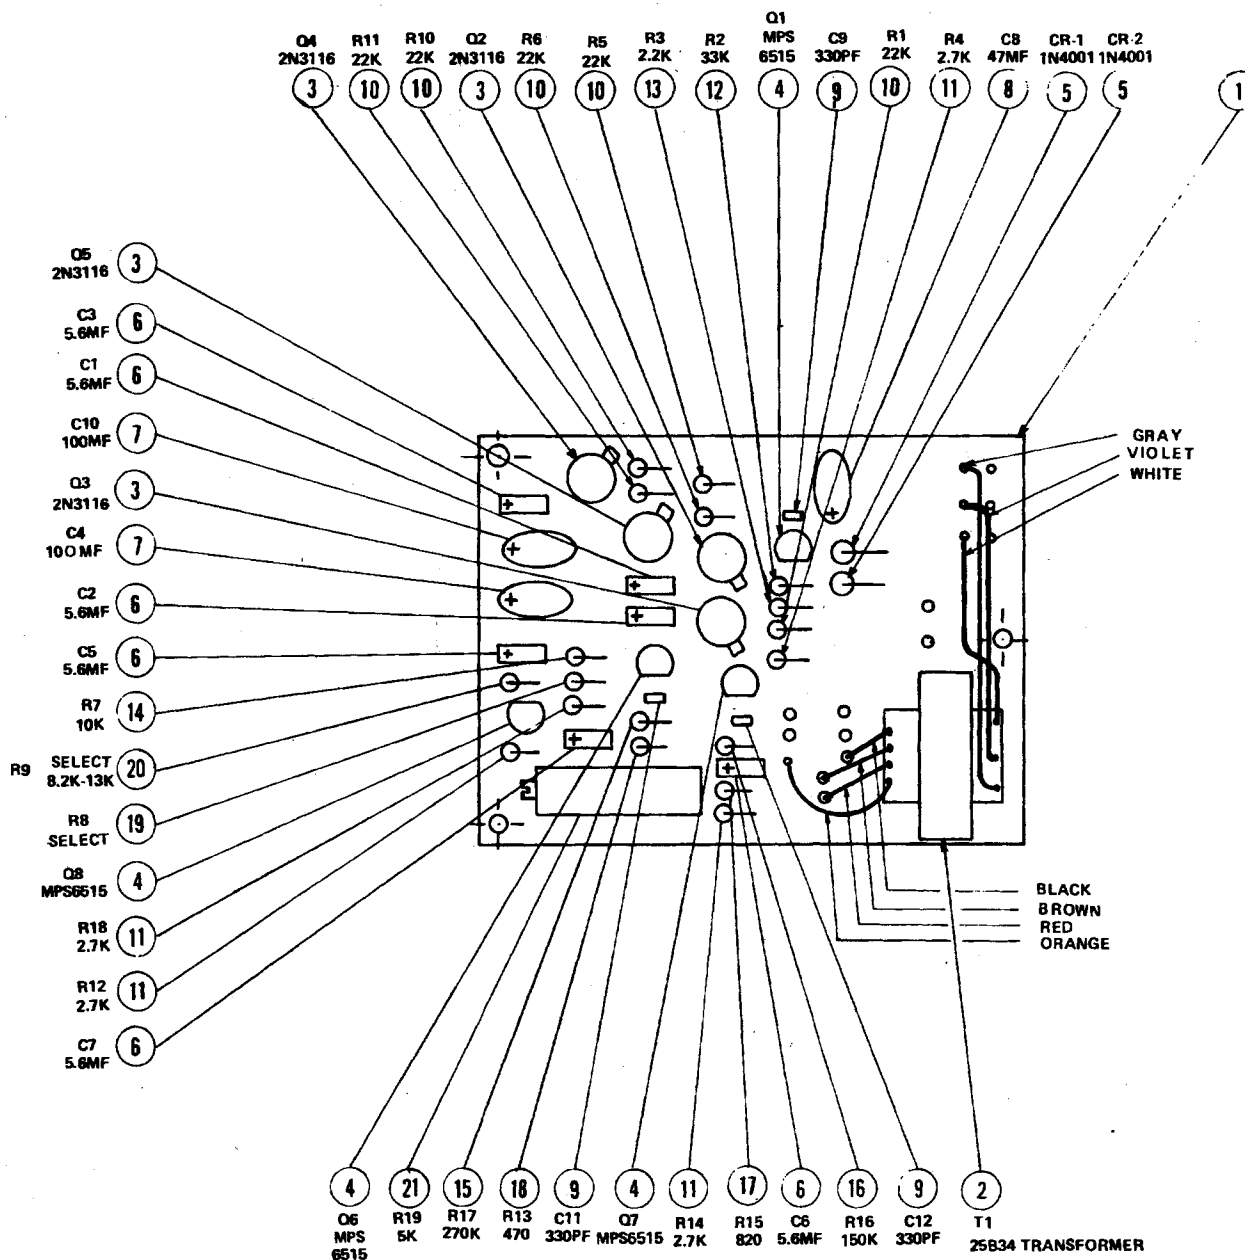 Q4 2N3116 3
R11 22K 10
R10 22K 10
Q2 2N3116 3
R6 22K 10
R5 22K 10
R3 2.2K 13
R2 33K 12
Q1 MPS 6515 4
C9 330PF 9
R1 22K 10
R4 2.7K 11
C8 47MF 8
CR-1 1N4001 5
CR-2 1N4001 5
1
Q5 2N3116 3
C3 5.6MF 6
C1 5.6MF 6
C10 100MF 7
Q3 2N3116 3
C4 100MF 7
C2 5.6MF 6
C5 5.6MF 6
R7 10K 14
R9 SELECT 8.2K-13K 20
R8 SELECT 19
Q8 MPS6515 4
R18 2.7K 11
R12 2.7K 11
C7 5.6MF 6
GRAY
VIOLET
WHITE
+
+
+
+
+
+
+
+
+
BLACK
BROWN
RED
ORANGE
4 Q6 MPS 6515
21 R19 5K
15 R17 270K
18 R13 470
9 C11 330PF
4 Q7 MPS6515
11 R14 2.7K
17 R15 820
6 C6 5.6MF
16 R16 150K
9 C12 330PF
2 T1 25B34 TRANSFORMER